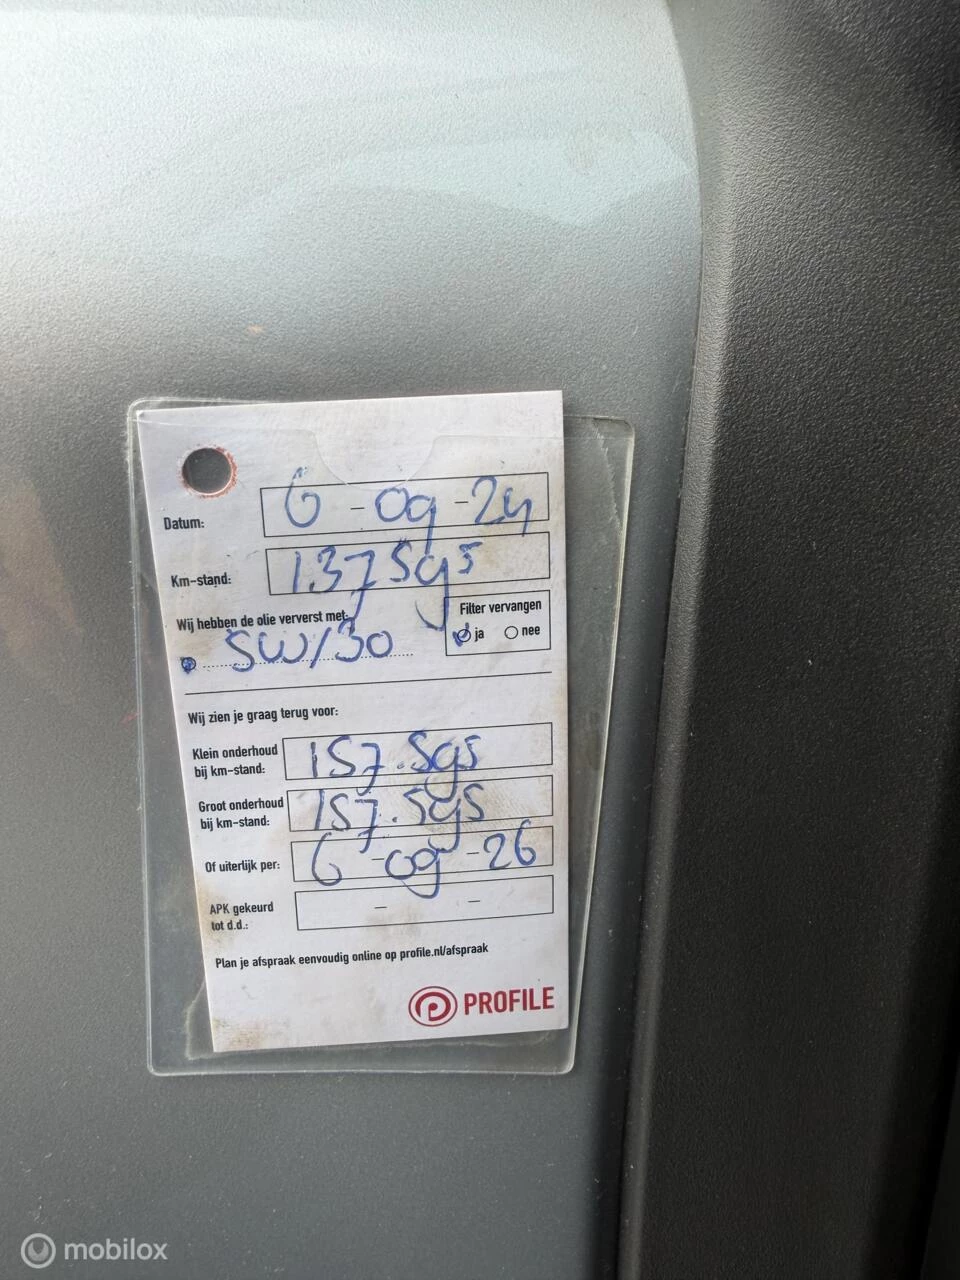 Datum: 6 - 09 - 24
Km-stand: 137595
Wij hebben de olie ververst met:
5W/30
Filter vervangen
ja nee
Wij zien je graag terug voor:
Klein onderhoud
bij km-stand: 157.595
Groot onderhoud
bij km-stand: 157.595
Of uiterlijk per: 6 - 09 - 26
APK gekeurd
tot d.d.: - -
Plan je afspraak eenvoudig online op profile.nl/afspraak
PROFILE
mobilox